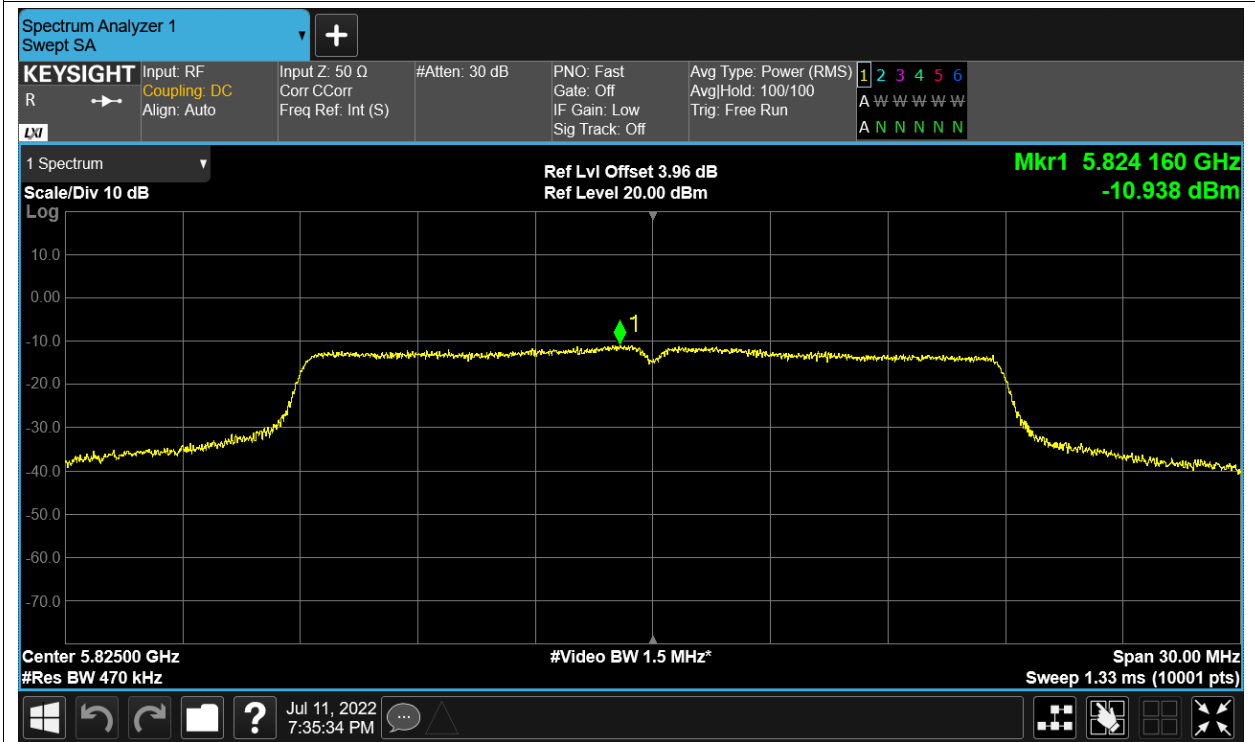 Spectrum Analyzer 1
Swept SA
KEYSIGHT
R
LXI
Input: RF
Coupling: DC
Align: Auto
Input Z: 50 Ω
Corr CCorr
Freq Ref: Int (S)
#Atten: 30 dB
PNO: Fast
Gate: Off
IF Gain: Low
Sig Track: Off
Avg Type: Power (RMS)
Avg|Hold: 100/100
Trig: Free Run
1 2 3 4 5 6
A W W W W W
A N N N N N
1 Spectrum
Scale/Div 10 dB
Log
Ref Lvl Offset 3.96 dB
Ref Level 20.00 dBm
Mkr1 5.824 160 GHz
-10.938 dBm
10.0
0.00
-10.0
-20.0
-30.0
-40.0
-50.0
-60.0
-70.0
1
Center 5.82500 GHz
#Res BW 470 kHz
#Video BW 1.5 MHz*
Span 30.00 MHz
Sweep 1.33 ms (10001 pts)
?
Jul 11, 2022
7:35:34 PM